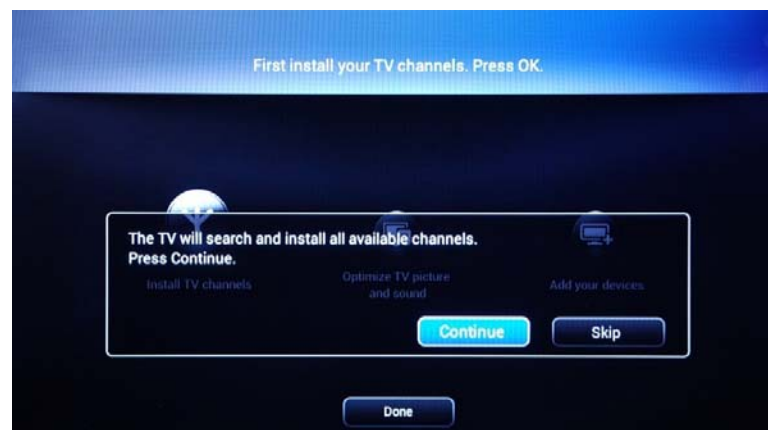 First install your TV channels. Press OK.
The TV will search and install all available channels.
Press Continue.
Install TV channels
Optimize TV picture
and sound
Add your devices
Continue
Skip
Done